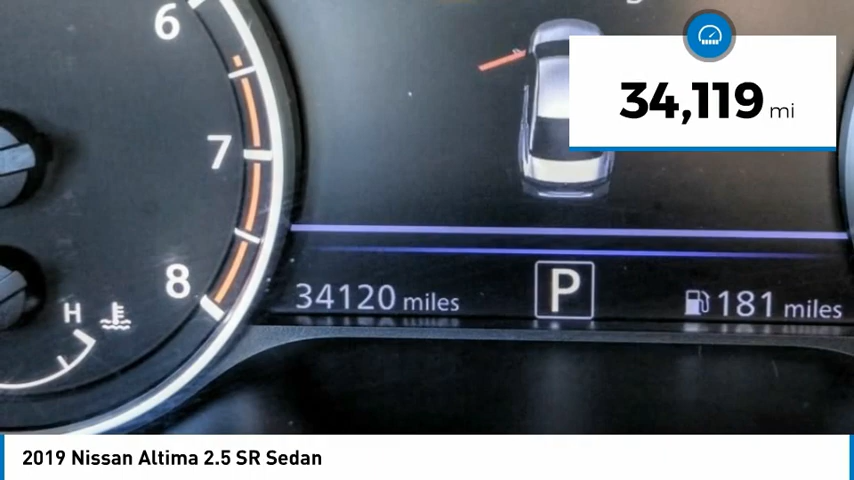 6
34,119 mi
7
8
H
34120 miles P 181 miles
2019 Nissan Altima 2.5 SR Sedan